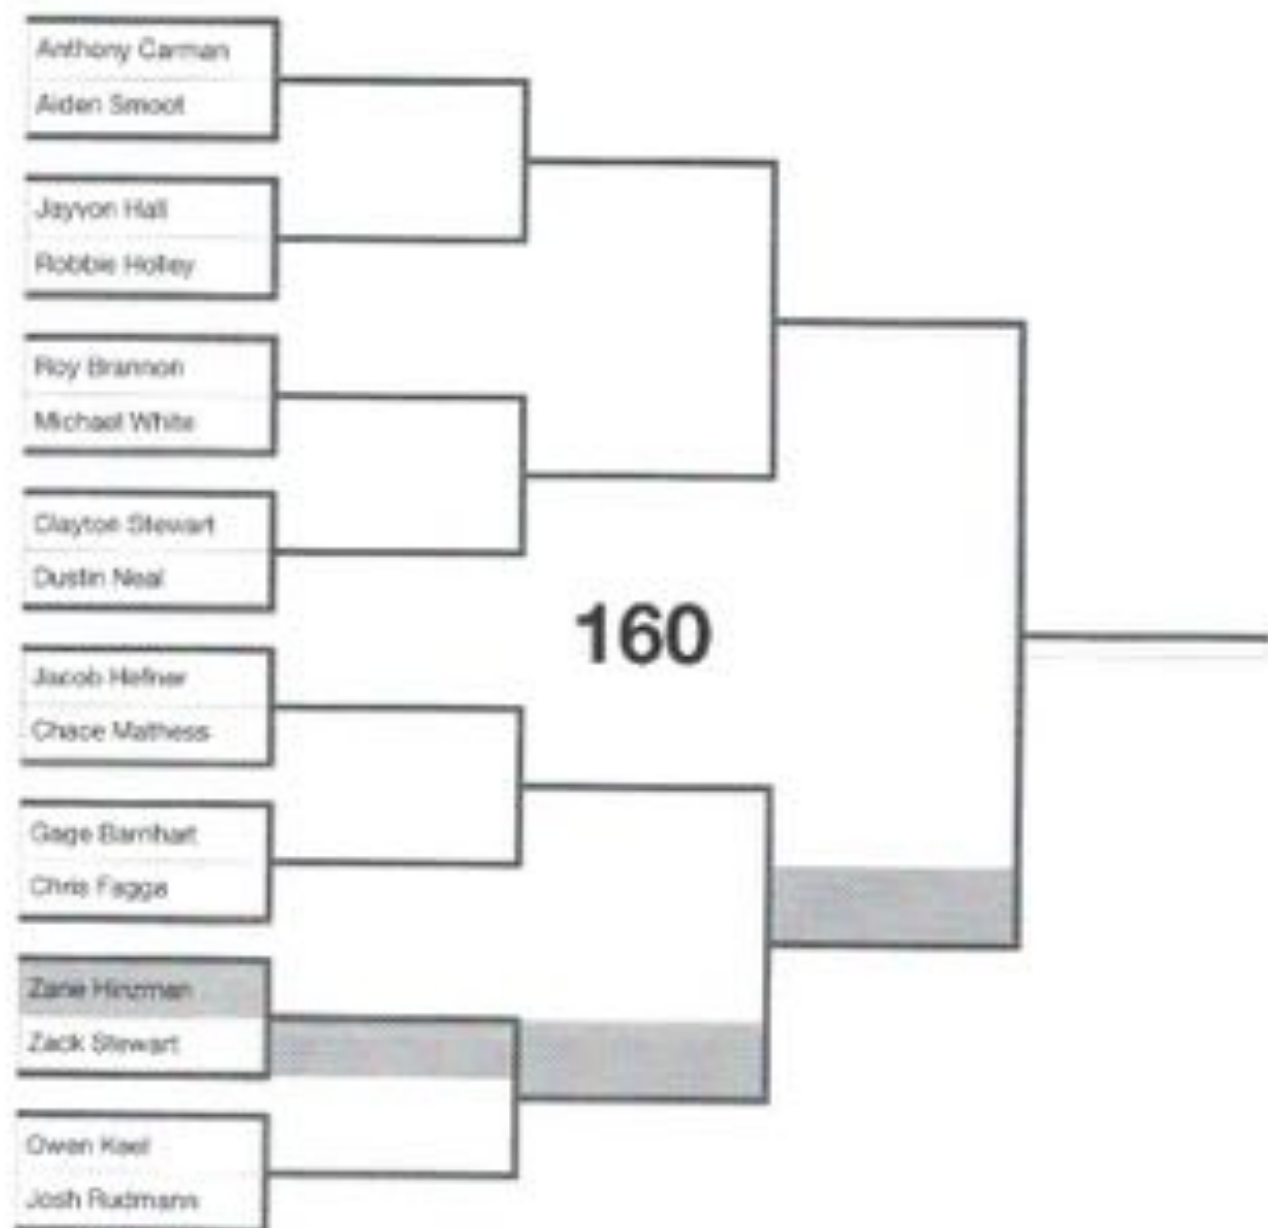 Anthony Carman
Aiden Smoot
Jayvon Hall
Robbie Holley
Roy Brannon
Michael White
Clayton Stewart
Dustin Neal
160
Jacob Hefner
Chace Mathess
Gage Barnhart
Chris Fagga
Zane Hinzman
Zack Stewart
Owen Kael
Josh Rudmann